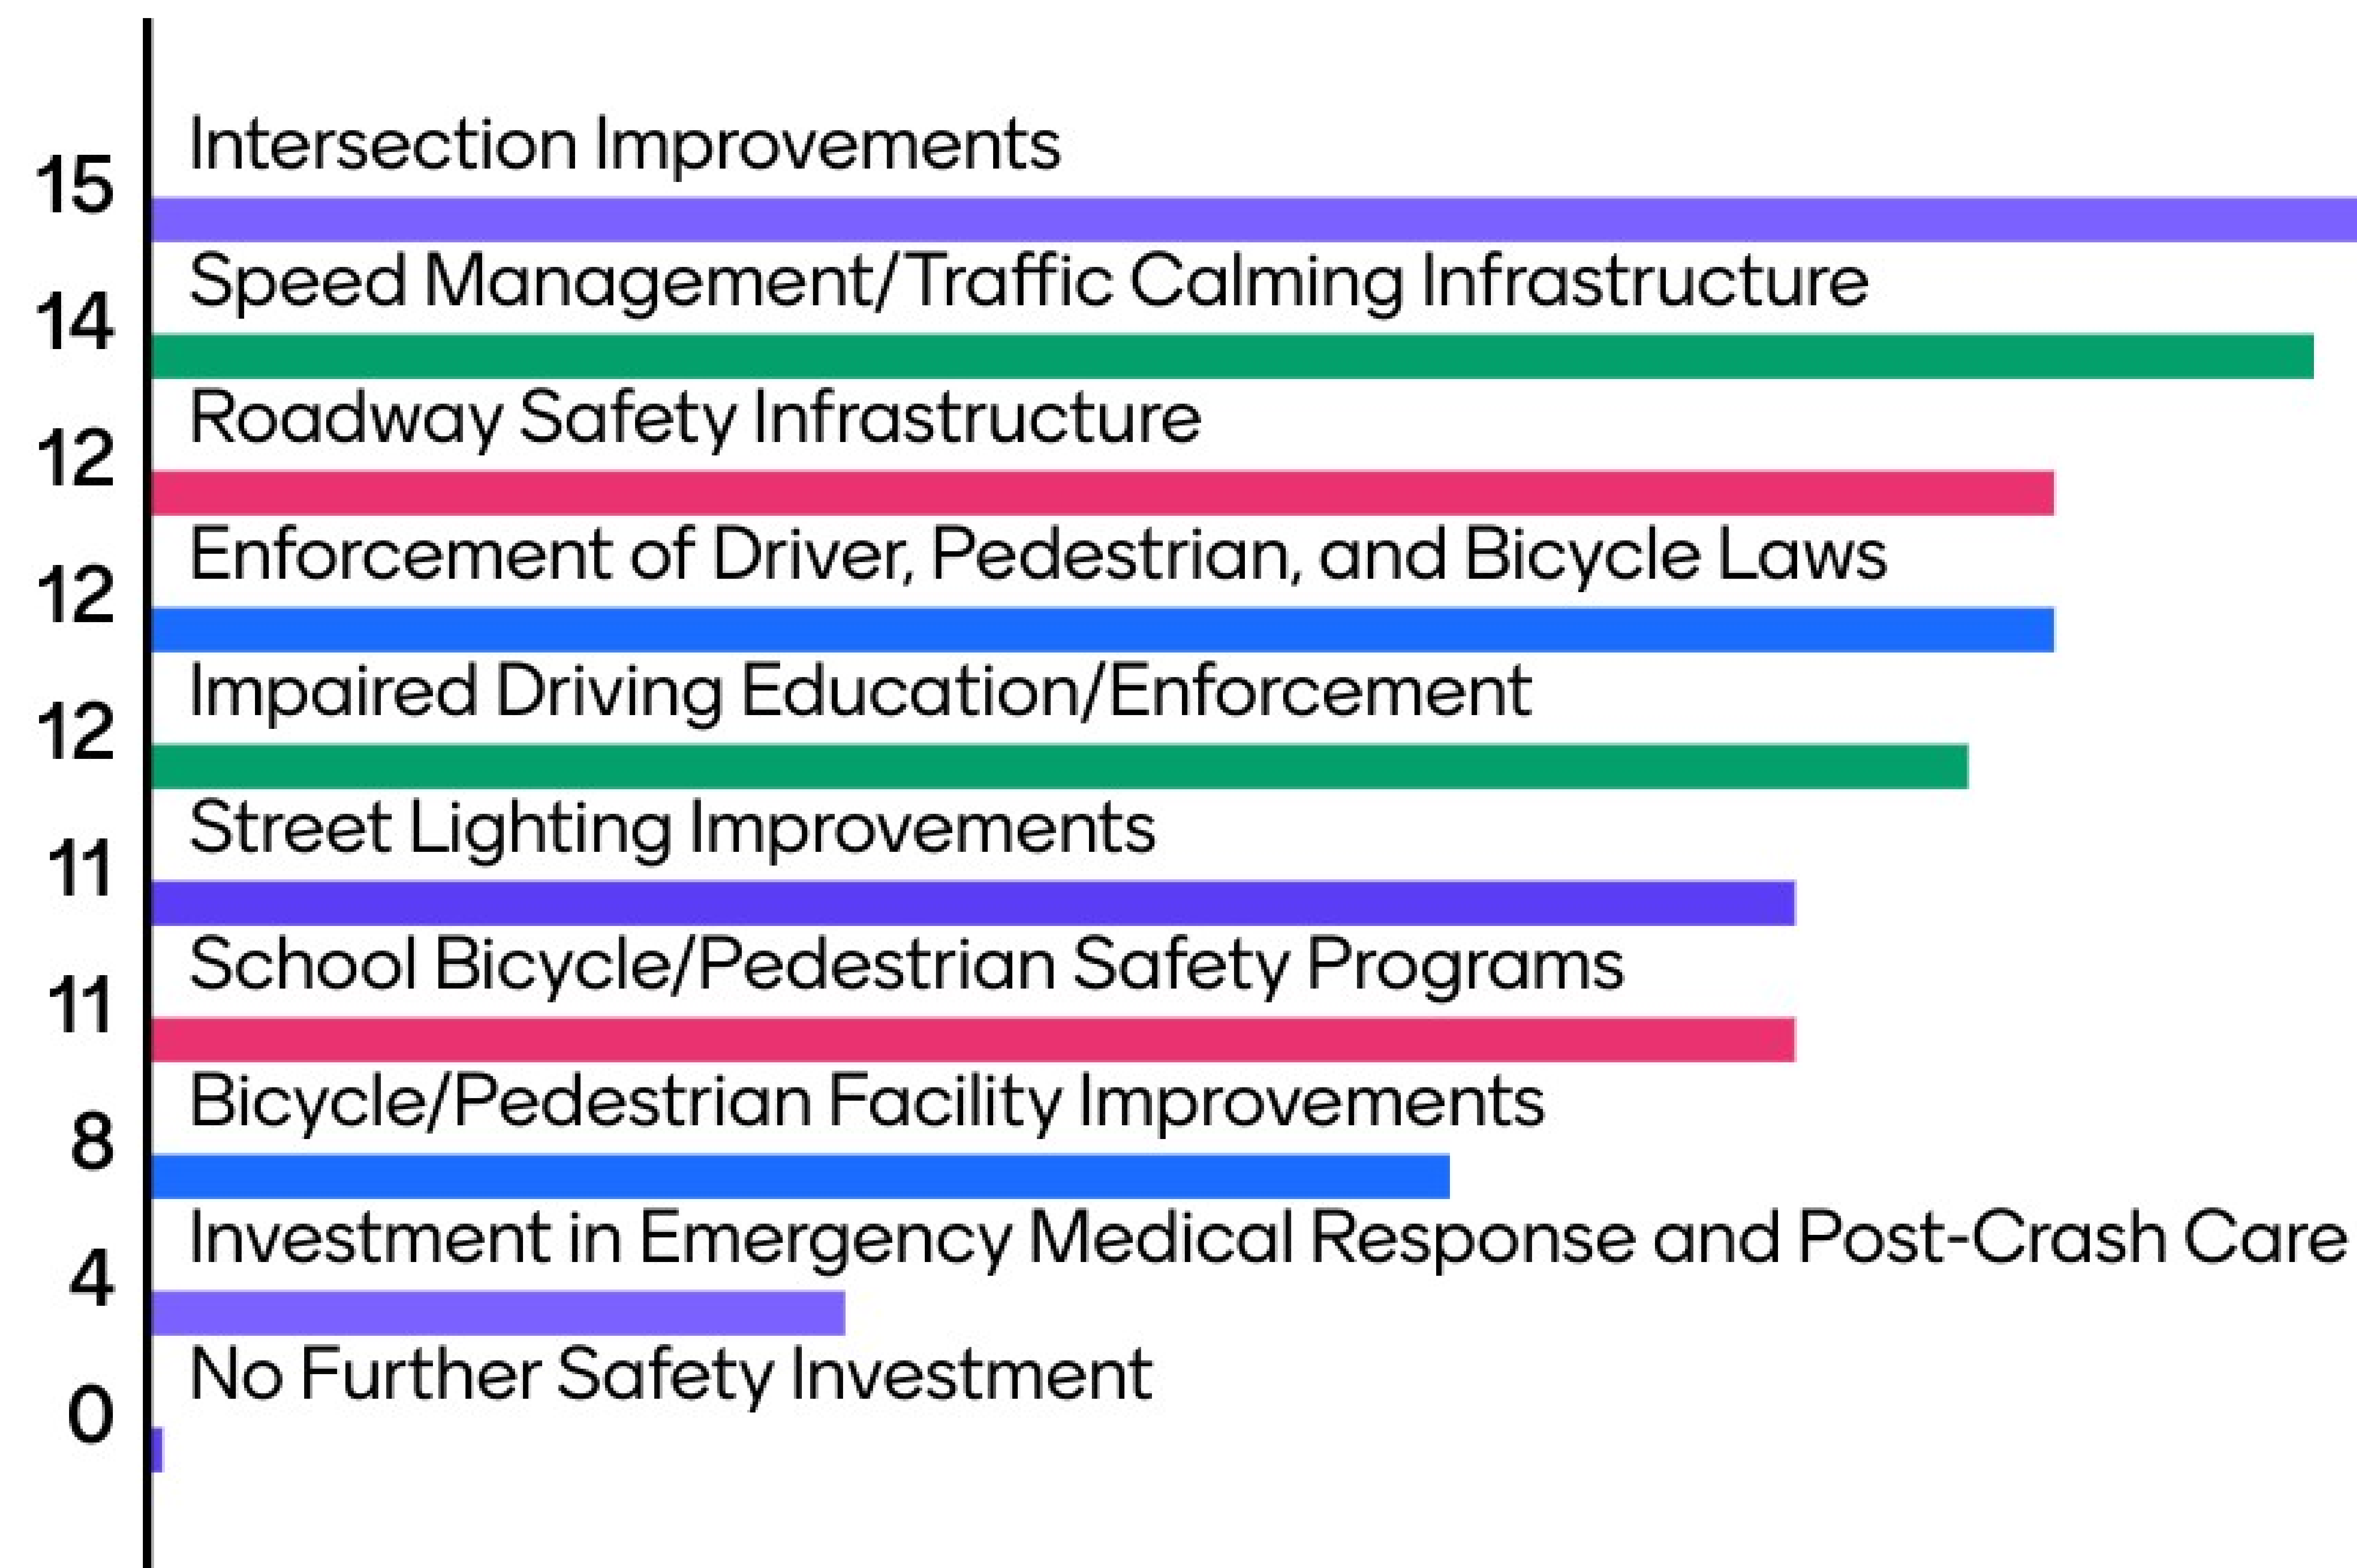 Intersection Improvements
15
Speed Management/Traffic Calming Infrastructure
14
Roadway Safety Infrastructure
12
Enforcement of Driver, Pedestrian, and Bicycle Laws
12
Impaired Driving Education/Enforcement
12
Street Lighting Improvements
11
School Bicycle/Pedestrian Safety Programs
11
Bicycle/Pedestrian Facility Improvements
8
Investment in Emergency Medical Response and Post-Crash Care
4
No Further Safety Investment
0